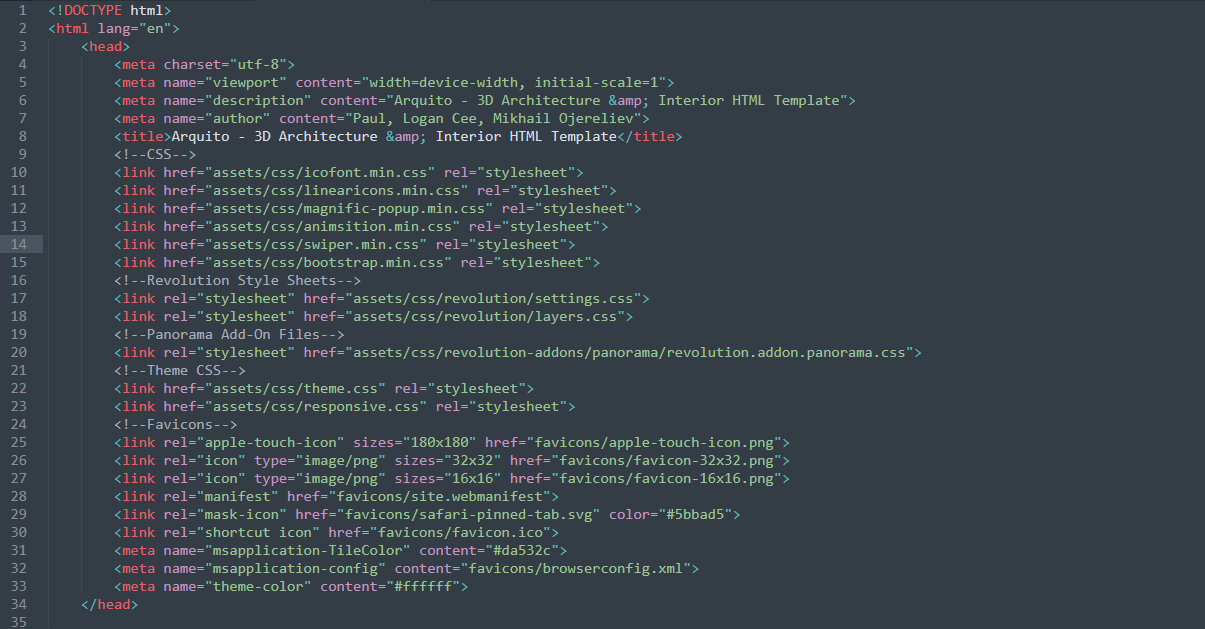 1 <!DOCTYPE html>
2 <html lang="en">
3 <head>
4 <meta charset="utf-8">
5 <meta name="viewport" content="width=device-width, initial-scale=1">
6 <meta name="description" content="Arquito - 3D Architecture &amp; Interior HTML Template">
7 <meta name="author" content="Paul, Logan Cee, Mikhail Ojereliev">
8 <title>Arquito - 3D Architecture &amp; Interior HTML Template</title>
9 <!--CSS-->
10 <link href="assets/css/icofont.min.css" rel="stylesheet">
11 <link href="assets/css/linearicons.min.css" rel="stylesheet">
12 <link href="assets/css/magnific-popup.min.css" rel="stylesheet">
13 <link href="assets/css/animsition.min.css" rel="stylesheet">
14 <link href="assets/css/swiper.min.css" rel="stylesheet">
15 <link href="assets/css/bootstrap.min.css" rel="stylesheet">
16 <!--Revolution Style Sheets-->
17 <link rel="stylesheet" href="assets/css/revolution/settings.css">
18 <link rel="stylesheet" href="assets/css/revolution/layers.css">
19 <!--Panorama Add-On Files-->
20 <link rel="stylesheet" href="assets/css/revolution-addons/panorama/revolution.addon.panorama.css">
21 <!--Theme CSS-->
22 <link href="assets/css/theme.css" rel="stylesheet">
23 <link href="assets/css/responsive.css" rel="stylesheet">
24 <!--Favicons-->
25 <link rel="apple-touch-icon" sizes="180x180" href="favicons/apple-touch-icon.png">
26 <link rel="icon" type="image/png" sizes="32x32" href="favicons/favicon-32x32.png">
27 <link rel="icon" type="image/png" sizes="16x16" href="favicons/favicon-16x16.png">
28 <link rel="manifest" href="favicons/site.webmanifest">
29 <link rel="mask-icon" href="favicons/safari-pinned-tab.svg" color="#5bbad5">
30 <link rel="shortcut icon" href="favicons/favicon.ico">
31 <meta name="msapplication-TileColor" content="#da532c">
32 <meta name="msapplication-config" content="favicons/browserconfig.xml">
33 <meta name="theme-color" content="#ffffff">
34 </head>
35